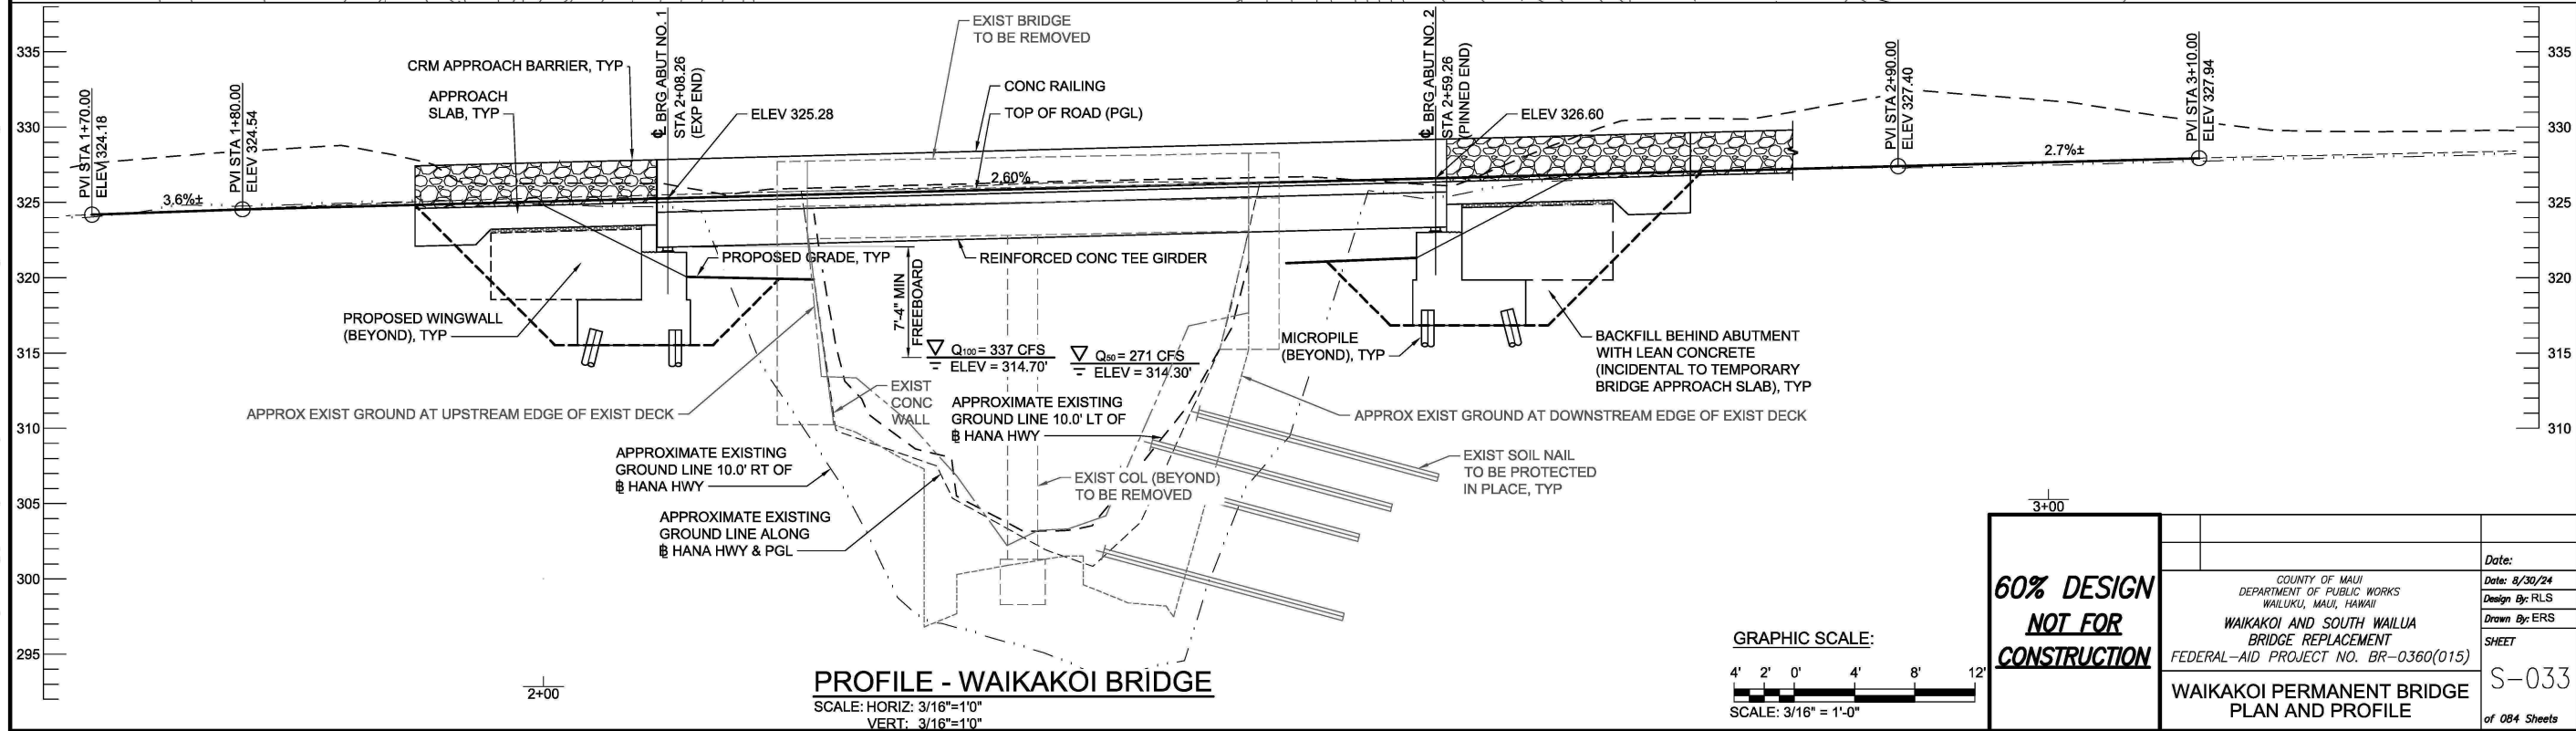 335
330
325
320
315
310
305
300
295
PVI STA 1+70.00
ELEV 324.18
3.6%±
PVI STA 1+80.00
ELEV 324.54
CRM APPROACH BARRIER, TYP
APPROACH
SLAB, TYP
℄ BRG ABUT NO. 1
STA 2+08.26
(EXP END)
ELEV 325.28
EXIST BRIDGE
TO BE REMOVED
CONC RAILING
TOP OF ROAD (PGL)
2.60%
℄ BRG ABUT NO. 2
STA 2+59.26
(PINNED END)
ELEV 326.60
PVI STA 2+90.00
ELEV 327.40
2.7%±
PVI STA 3+10.00
ELEV 327.94
335
330
325
320
315
310
PROPOSED GRADE, TYP
REINFORCED CONC TEE GIRDER
7'-4" MIN
FREEBOARD
PROPOSED WINGWALL
(BEYOND), TYP
Q100 = 337 CFS
ELEV = 314.70'
Q50 = 271 CFS
ELEV = 314.30'
MICROPILE
(BEYOND), TYP
BACKFILL BEHIND ABUTMENT
WITH LEAN CONCRETE
(INCIDENTAL TO TEMPORARY
BRIDGE APPROACH SLAB), TYP
APPROX EXIST GROUND AT UPSTREAM EDGE OF EXIST DECK
EXIST
CONC
WALL
APPROXIMATE EXISTING
GROUND LINE 10.0' LT OF
B HANA HWY
APPROX EXIST GROUND AT DOWNSTREAM EDGE OF EXIST DECK
APPROXIMATE EXISTING
GROUND LINE 10.0' RT OF
B HANA HWY
EXIST COL (BEYOND)
TO BE REMOVED
EXIST SOIL NAIL
TO BE PROTECTED
IN PLACE, TYP
APPROXIMATE EXISTING
GROUND LINE ALONG
B HANA HWY & PGL
2+00
3+00
PROFILE - WAIKAKOI BRIDGE
SCALE: HORIZ: 3/16"=1'0"
VERT: 3/16"=1'0"
GRAPHIC SCALE:
4' 2' 0' 4' 8' 12'
SCALE: 3/16" = 1'-0"
60% DESIGN
NOT FOR
CONSTRUCTION
COUNTY OF MAUI
DEPARTMENT OF PUBLIC WORKS
WAILUKU, MAUI, HAWAII
WAIKAKOI AND SOUTH WAILUA
BRIDGE REPLACEMENT
FEDERAL-AID PROJECT NO. BR-0360(015)
WAIKAKOI PERMANENT BRIDGE
PLAN AND PROFILE
Date:
Date: 8/30/24
Design By: RLS
Drawn By: ERS
SHEET
S-033
of 084 Sheets